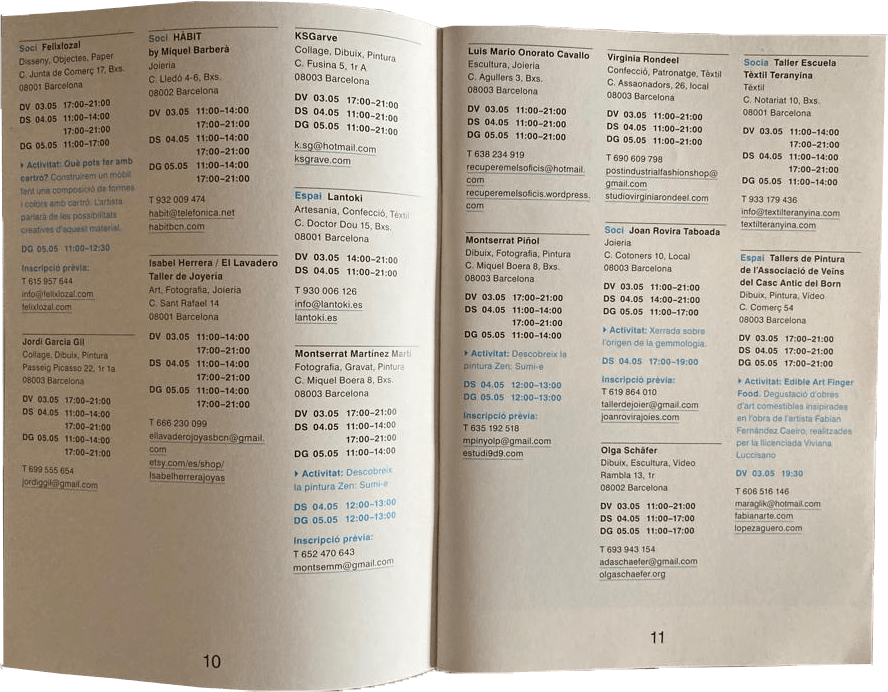 Soci Felixlozal
Disseny, Objectes, Paper
C. Junta de Comerç 17, Bxs.
08001 Barcelona
DV 03.05 17:00–21:00
DS 04.05 11:00–14:00
17:00–21:00
DG 05.05 11:00–17:00
Activitat: Què pots fer amb
cartró? Construirem un mòbil
fent una composició de formes
i colors amb cartró. L'artista
parlarà de les possibilitats
creatives d'aquest material.
DG 05.05 11:00–12:30
Inscripció prèvia:
T 615 957 644
info@felixlozal.com
felixlozal.com
Jordi Garcia Gil
Collage, Dibuix, Pintura
Passeig Picasso 22, 1r 1a
08003 Barcelona
DV 03.05 17:00–21:00
DS 04.05 11:00–14:00
17:00–21:00
DG 05.05 11:00–14:00
17:00–21:00
T 699 555 654
jordiggil@gmail.com
Soci HÀBIT
by Miquel Barberà
Joieria
C. Lledó 4-6, Bxs.
08002 Barcelona
DV 03.05 11:00–14:00
17:00–21:00
DS 04.05 11:00–14:00
17:00–21:00
DG 05.05 11:00–14:00
17:00–21:00
T 932 009 474
habit@telefonica.net
habitbcn.com
Isabel Herrera / El Lavadero
Taller de Joyería
Art, Fotografia, Joieria
C. Sant Rafael 14
08001 Barcelona
DV 03.05 11:00–14:00
17:00–21:00
DS 04.05 11:00–14:00
17:00–21:00
DG 05.05 11:00–14:00
17:00–21:00
T 666 230 099
ellavaderojoyasbcn@gmail.
com
etsy.com/es/shop/
Isabelherrerajoyas
KSGarve
Collage, Dibuix, Pintura
C. Fusina 5, 1r A
08003 Barcelona
DV 03.05 17:00–21:00
DS 04.05 11:00–21:00
DG 05.05 11:00–21:00
k.sg@hotmail.com
ksgrave.com
Espai Lantoki
Artesania, Confecció, Tèxtil
C. Doctor Dou 15, Bxs.
08001 Barcelona
DV 03.05 14:00–21:00
DS 04.05 11:00–21:00
T 930 006 126
info@lantoki.es
lantoki.es
Montserrat Martínez Martí
Fotografia, Gravat, Pintura
C. Miquel Boera 8, Bxs.
08003 Barcelona
DV 03.05 17:00–21:00
DS 04.05 11:00–14:00
17:00–21:00
DG 05.05 11:00–14:00
Activitat: Descobreix
la pintura Zen: Sumi-e
DS 04.05 12:00–13:00
DG 05.05 12:00–13:00
Inscripció prèvia:
T 652 470 643
montsemm@gmail.com
10
Luis Mario Onorato Cavallo
Escultura, Joieria
C. Agullers 3, Bxs.
08003 Barcelona
DV 03.05 17:00–21:00
DS 04.05 11:00–21:00
DG 05.05 11:00–21:00
T 638 234 919
recuperemelsoficis@hotmail.
com
recuperemelsoficis.wordpress.
com
Montserrat Piñol
Dibuix, Fotografia, Pintura
C. Miquel Boera 8, Bxs.
08003 Barcelona
DV 03.05 17:00–21:00
DS 04.05 11:00–14:00
17:00–21:00
DG 05.05 11:00–14:00
Activitat: Descobreix la
pintura Zen: Sumi-e
DS 04.05 12:00–13:00
DG 05.05 12:00–13:00
Inscripció prèvia:
T 635 192 518
mpinyolp@gmail.com
estudi9d9.com
Virginia Rondeel
Confecció, Patronatge, Tèxtil
C. Assaonadors, 26, local
08003 Barcelona
DV 03.05 17:00–21:00
DS 04.05 11:00–21:00
DG 05.05 11:00–21:00
T 690 609 798
postindustrialfashionshop@
gmail.com
studiovirginiarondeel.com
Soci Joan Rovira Taboada
Joieria
C. Cotoners 10, Local
08003 Barcelona
DV 03.05 17:00–21:00
DS 04.05 14:00–21:00
DG 05.05 11:00–21:00
Activitat: Xerrada sobre
l'origen de la gemmologia.
DS 04.05 17:00–19:00
Inscripció prèvia:
T 619 864 010
tallerdejoier@gmail.com
joanrovirajoies.com
Olga Schäfer
Dibuix, Escultura, Video
Rambla 13, 1r
08002 Barcelona
DV 03.05 11:00–21:00
DS 04.05 11:00–17:00
DG 05.05 11:00–17:00
T 693 943 154
adaschaefer@gmail.com
olgaschaefer.org
Socia Taller Escuela
Tèxtil Teranyina
Tèxtil
C. Notariat 10, Bxs.
08001 Barcelona
DV 03.05 11:00–14:00
17:00–21:00
DS 04.05 11:00–14:00
17:00–21:00
DG 05.05 11:00–14:00
T 933 179 436
info@textilteranyina.com
textilteranyina.com
Espai Tallers de Pintura
de l'Associació de Veïns
del Casc Antic del Born
Dibuix, Pintura, Video
C. Comerç 54
08003 Barcelona
DV 03.05 17:00–21:00
DS 04.05 17:00–21:00
DG 05.05 17:00–21:00
Activitat: Edible Art Finger
Food. Degustació d'obres
d'art comestibles insipirades
en l'obra de l'artista Fabian
Fernández Caeiro, realitzades
per la llicenciada Viviana
Luccisano
DV 03.05 19:30
T 606 516 146
maraglik@hotmail.com
fabianarte.com
lopezaguero.com
11